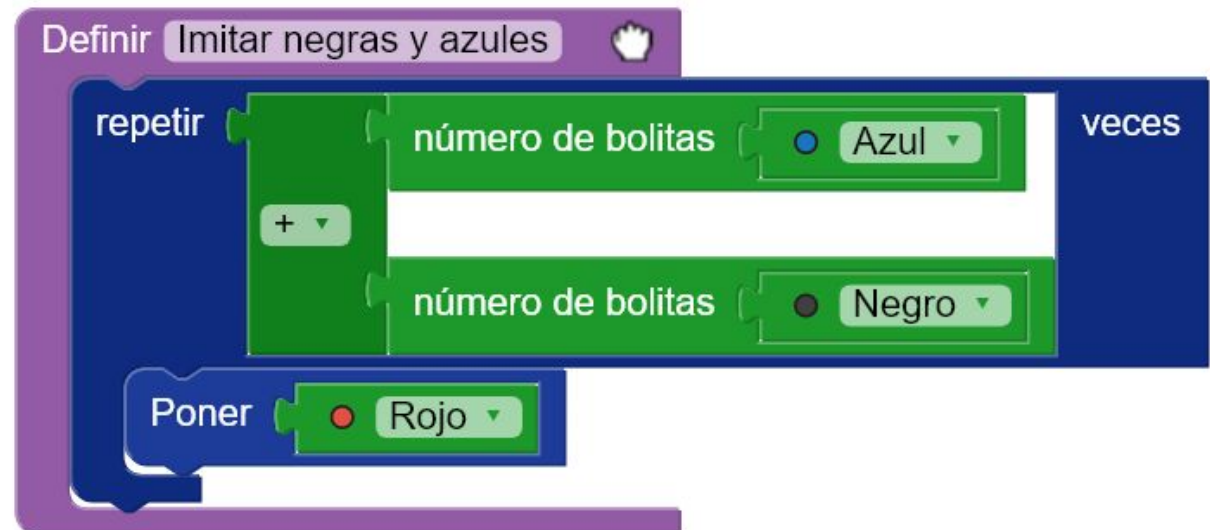 Definir Imitar negras y azules
repetir número de bolitas Azul veces
+
número de bolitas Negro
Poner Rojo